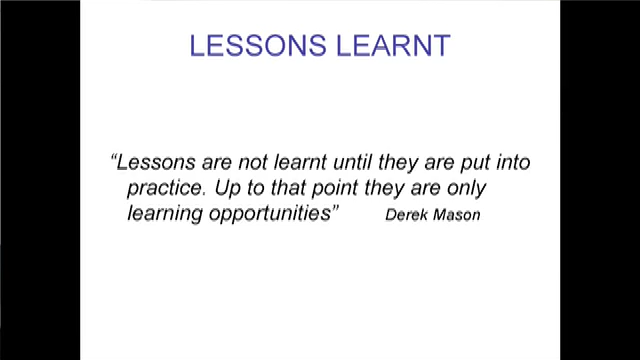 LESSONS LEARNT
“Lessons are not learnt until they are put into
practice. Up to that point they are only
learning opportunities” Derek Mason